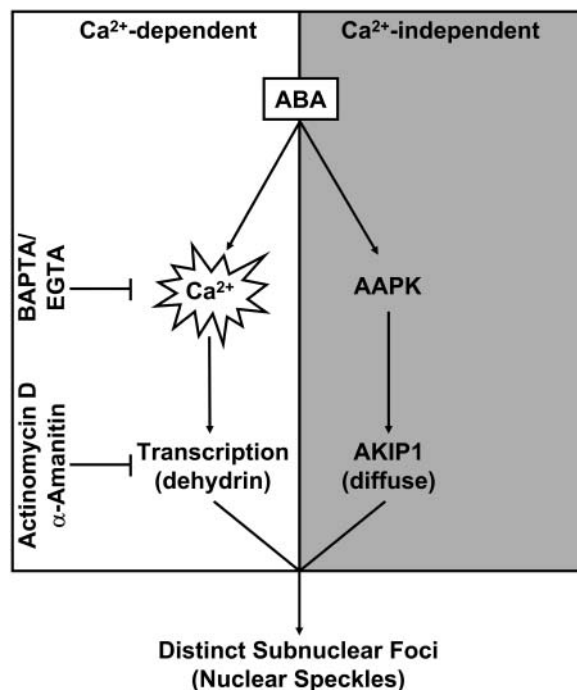 Ca²⁺-dependent
Ca²⁺-independent
ABA
BAPTA/
EGTA
Ca²⁺
AAPK
Actinomycin D
α-Amanitin
Transcription
(dehydrin)
AKIP1
(diffuse)
Distinct Subnuclear Foci
(Nuclear Speckles)